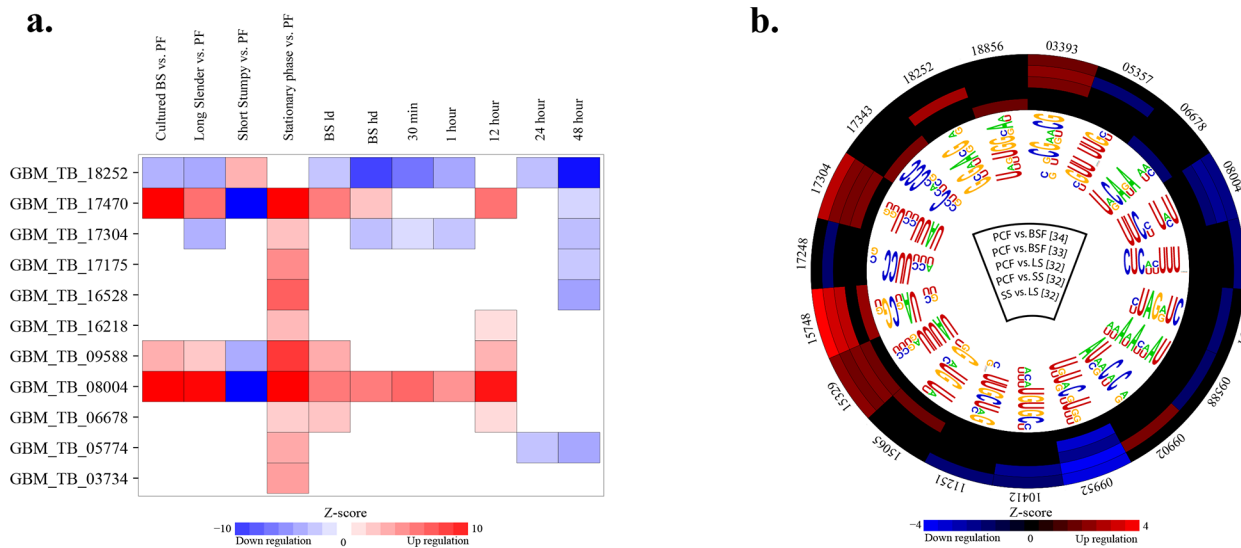 a.
Cultured BS vs. PF
Long Slender vs. PF
Short Stumpy vs. PF
Stationary phase vs. PF
BS ld
BS hd
30 min
1 hour
12 hour
24 hour
48 hour
GBM_TB_18252
GBM_TB_17470
GBM_TB_17304
GBM_TB_17175
GBM_TB_16528
GBM_TB_16218
GBM_TB_09588
GBM_TB_08004
GBM_TB_06678
GBM_TB_05774
GBM_TB_03734
Z-score
−10
10
Down regulation
0
Up regulation
b.
03393
05357
06678
08004
09588
09902
09952
10412
11251
15065
15329
15748
17248
17304
17343
18252
18856
PCF vs. BSF [34]
PCF vs. BSF [33]
PCF vs. LS [32]
PCF vs. SS [32]
SS vs. LS [32]
Z-score
−4
4
Down regulation
0
Up regulation